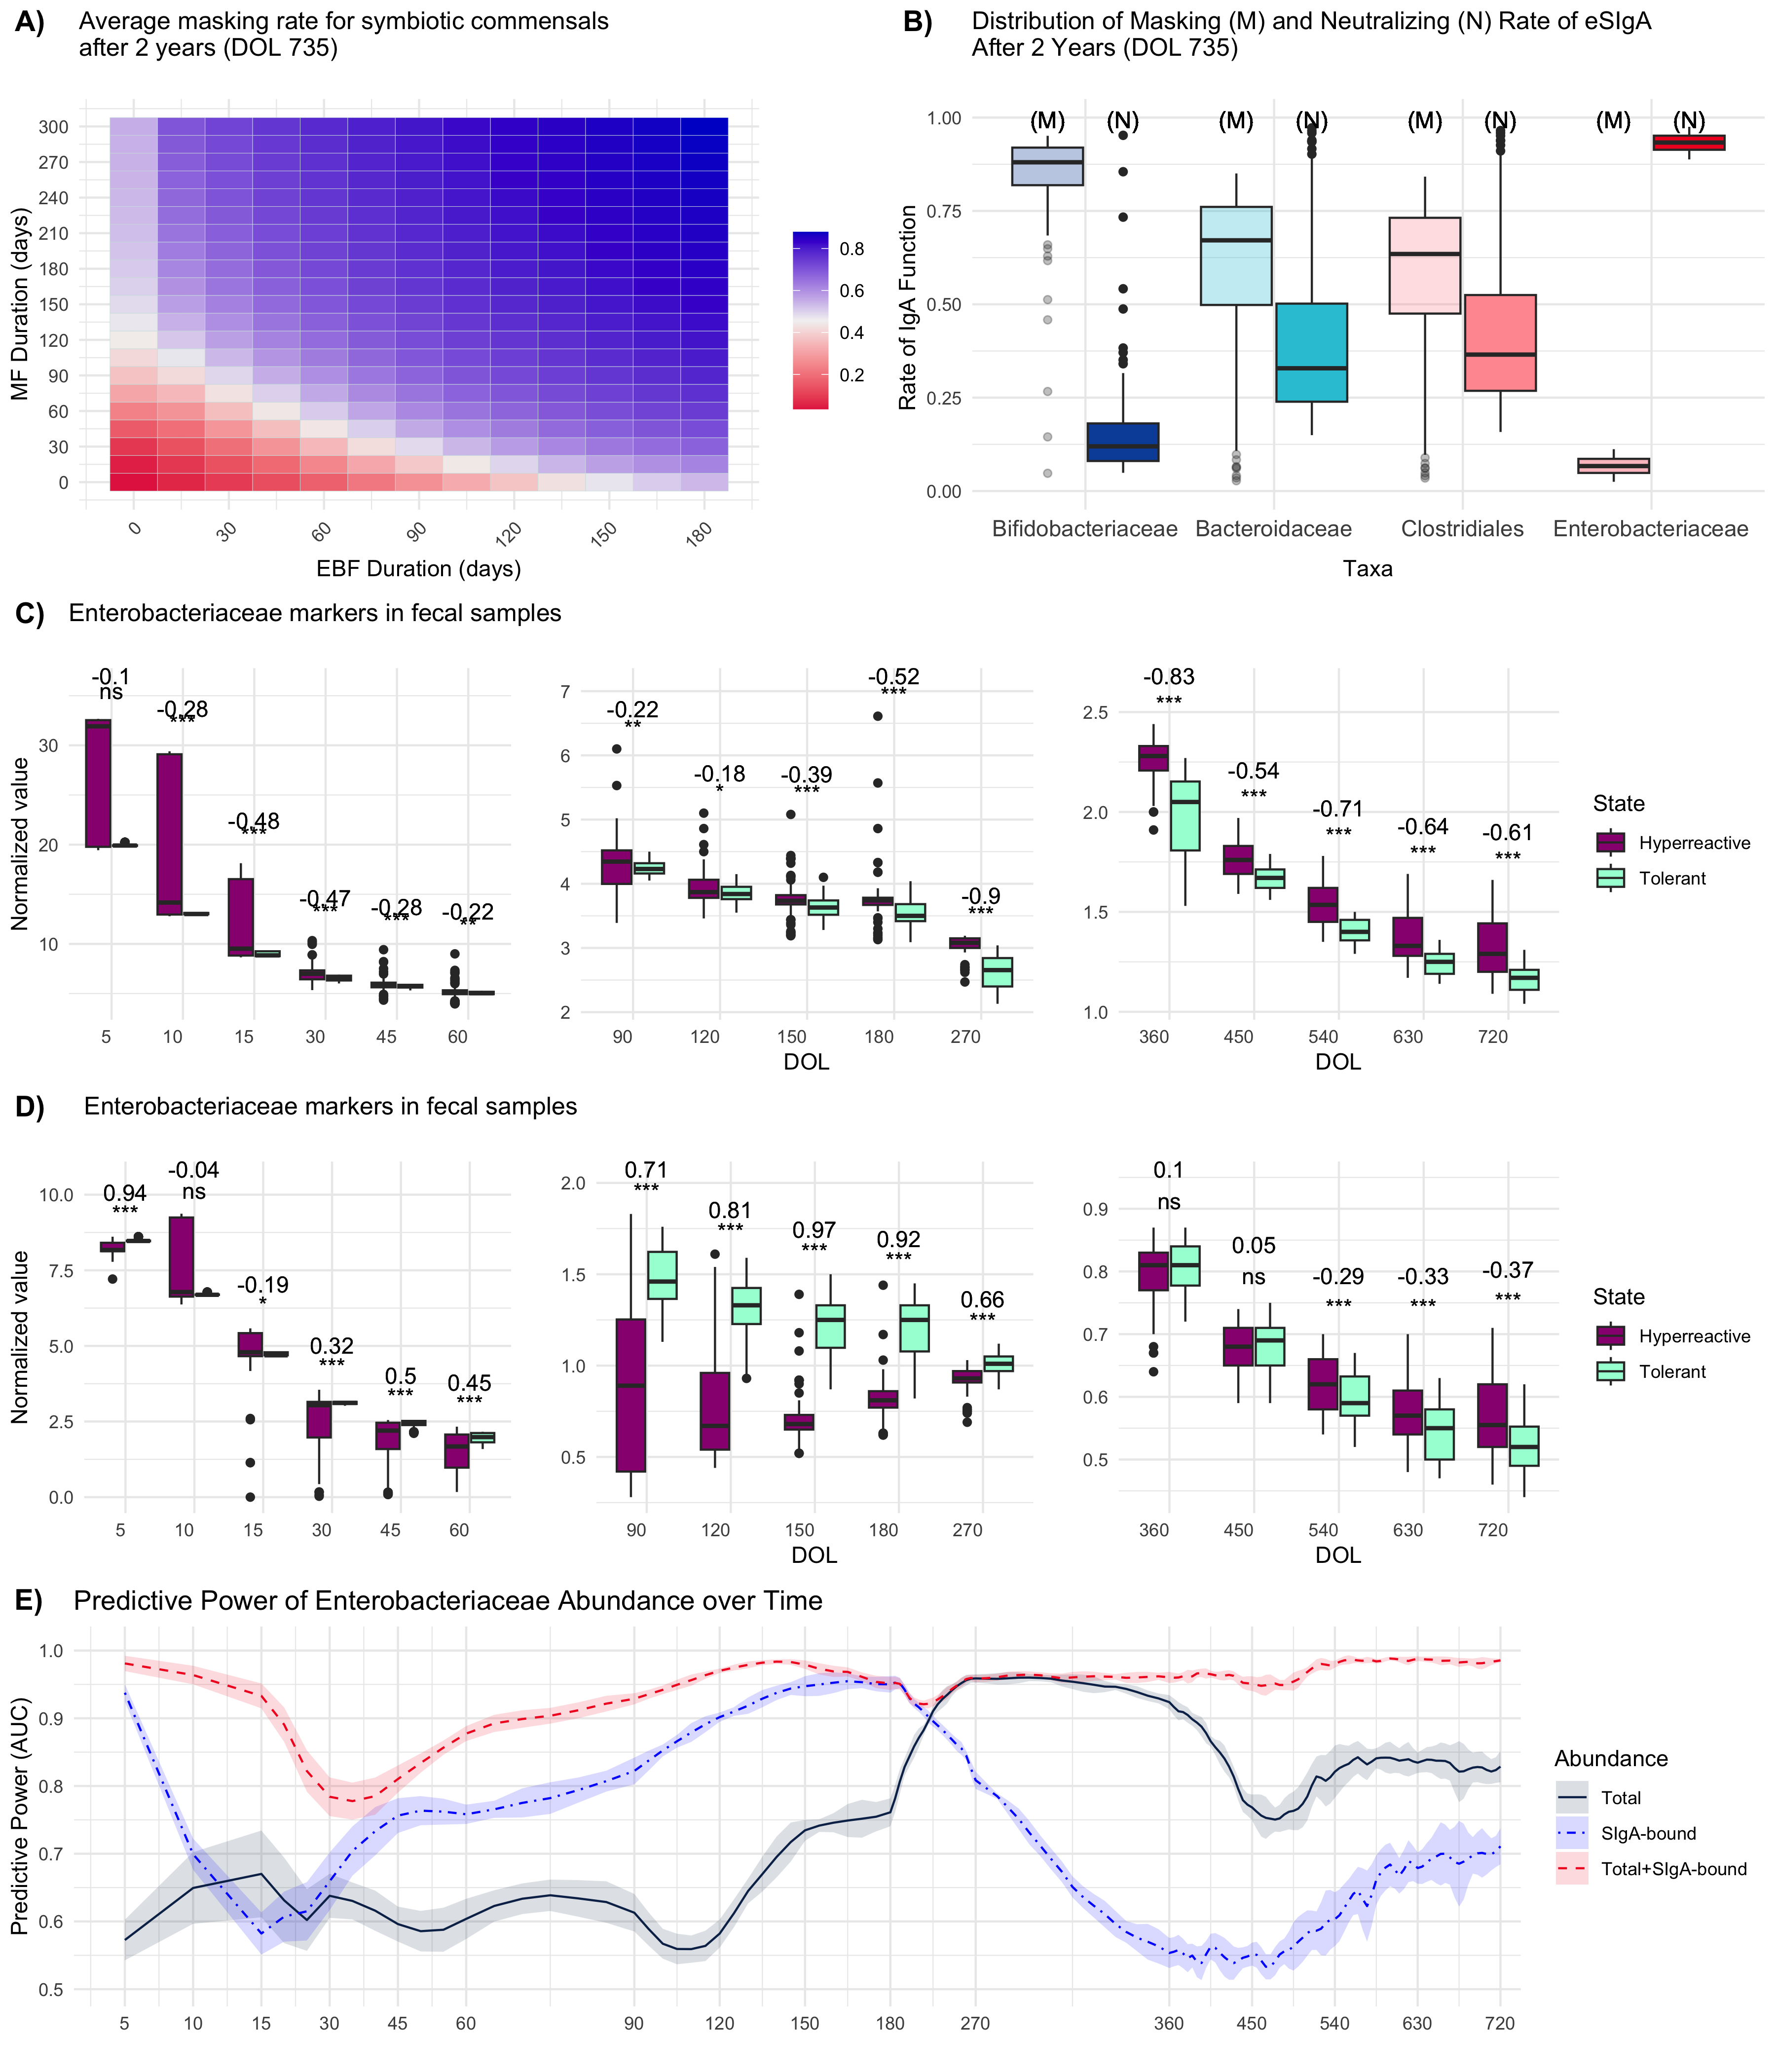 A) Average masking rate for symbiotic commensals
after 2 years (DOL 735)
MF Duration (days)
300
270
240
210
180
150
120
90
60
30
0
0 30 60 90 120 150 180
EBF Duration (days)
0.8
0.6
0.4
0.2
B) Distribution of Masking (M) and Neutralizing (N) Rate of eSIgA
After 2 Years (DOL 735)
Rate of IgA Function
1.00
0.75
0.50
0.25
0.00
(M) (N) (M) (N) (M) (N) (M) (N)
Bifidobacteriaceae Bacteroidaceae Clostridiales Enterobacteriaceae
Taxa
C) Enterobacteriaceae markers in fecal samples
Normalized value
30
20
10
-0.1
ns
-0.28
***
-0.48
***
-0.47
***
-0.28
***
-0.22
**
5 10 15 30 45 60
7
6
5
4
3
2
-0.22
**
-0.18
*
-0.39
***
-0.52
***
-0.9
***
90 120 150 180 270
DOL
2.5
2.0
1.5
1.0
-0.83
***
-0.54
***
-0.71
***
-0.64
***
-0.61
***
360 450 540 630 720
DOL
State
Hyperreactive
Tolerant
D) Enterobacteriaceae markers in fecal samples
Normalized value
10.0
7.5
5.0
2.5
0.0
0.94
***
-0.04
ns
-0.19
*
0.32
***
0.5
***
0.45
***
5 10 15 30 45 60
2.0
1.5
1.0
0.5
0.71
***
0.81
***
0.97
***
0.92
***
0.66
***
90 120 150 180 270
DOL
0.9
0.8
0.7
0.6
0.5
0.1
ns
0.05
ns
-0.29
***
-0.33
***
-0.37
***
360 450 540 630 720
DOL
State
Hyperreactive
Tolerant
E) Predictive Power of Enterobacteriaceae Abundance over Time
Predictive Power (AUC)
1.0
0.9
0.8
0.7
0.6
0.5
5 10 15 30 45 60 90 120 150 180 270 360 450 540 630 720
Abundance
Total
SIgA-bound
Total+SIgA-bound